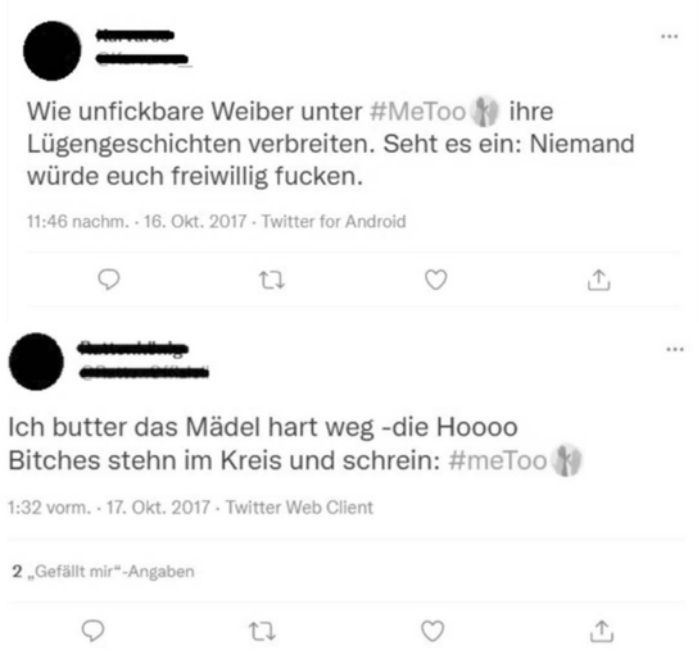 Wie unfickbare Weiber unter #MeToo ihre
Lügengeschichten verbreiten. Seht es ein: Niemand
würde euch freiwillig fucken.
11:46 nachm. · 16. Okt. 2017 · Twitter for Android
Ich butter das Mädel hart weg -die Hoooo
Bitches stehn im Kreis und schrein: #meToo
1:32 vorm. · 17. Okt. 2017 · Twitter Web Client
2 „Gefällt mir“-Angaben